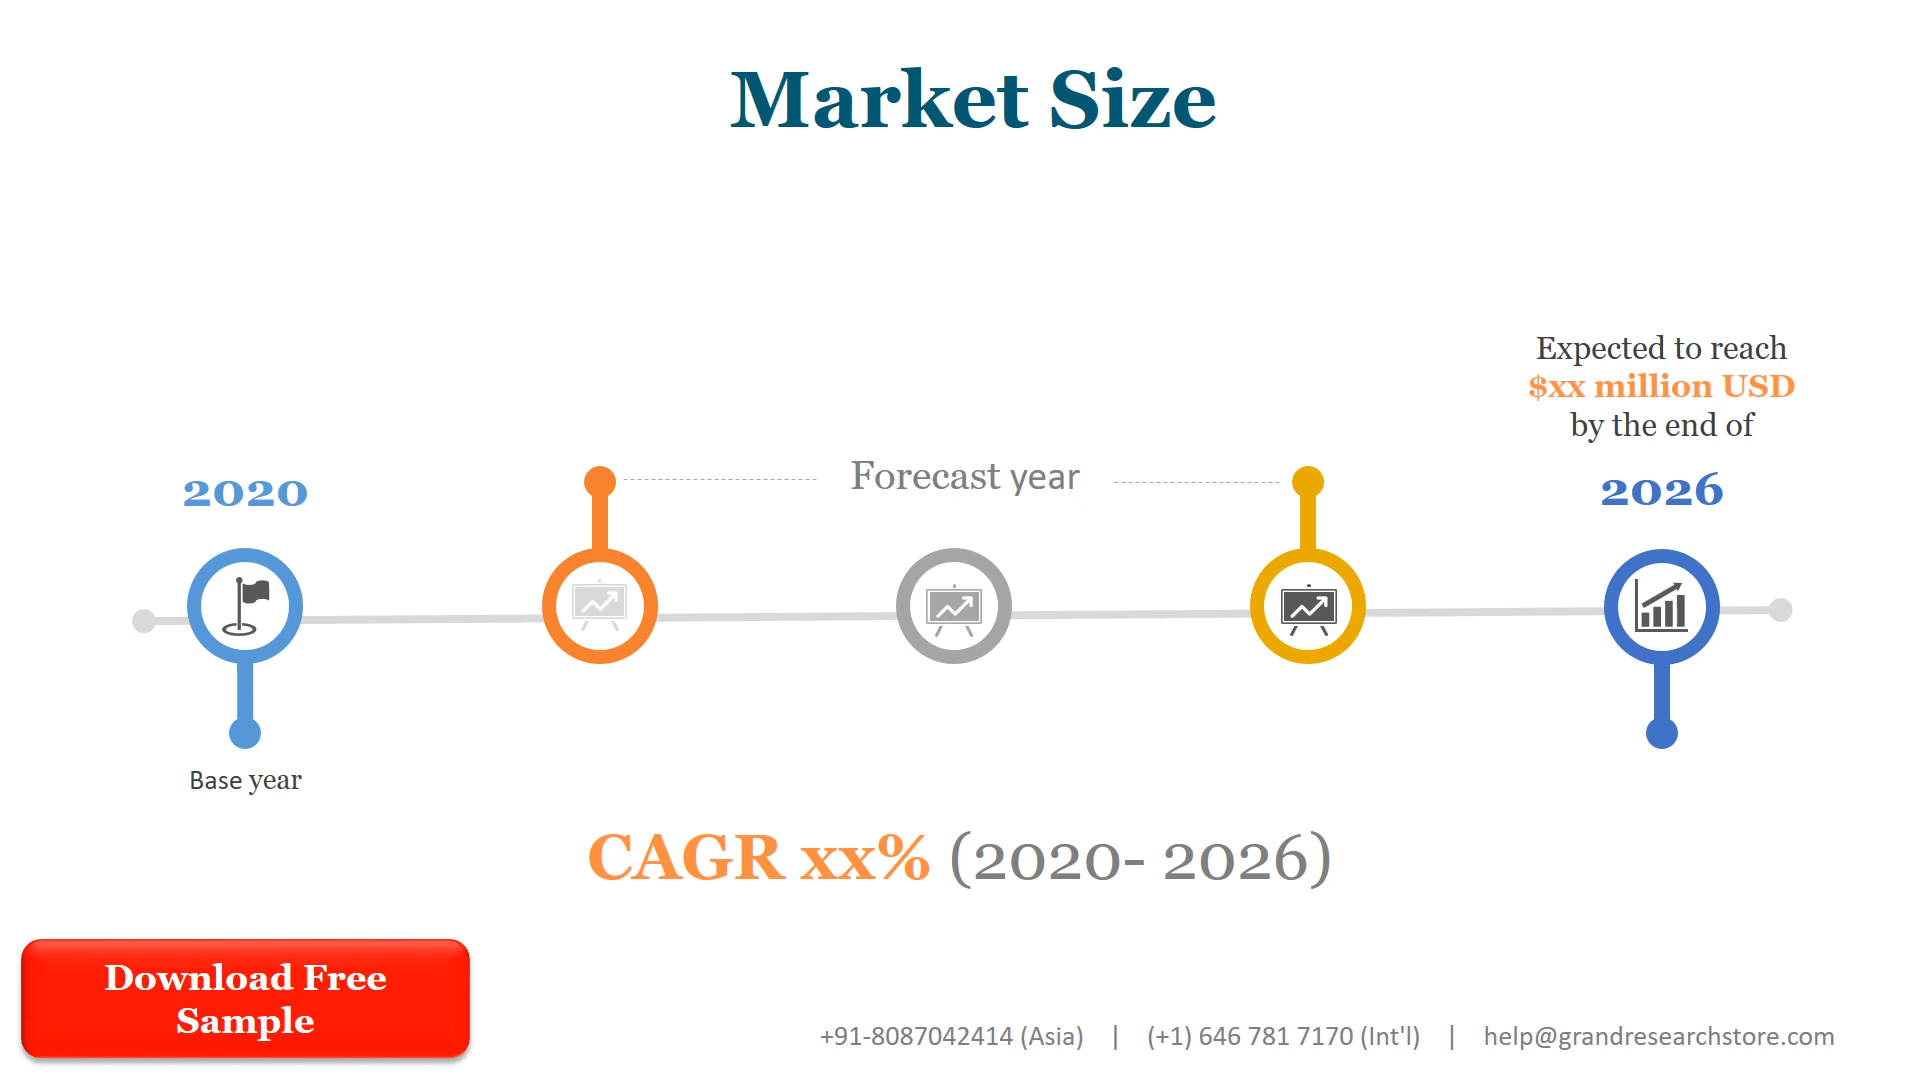 Market Size
Expected to reach
$xx million USD
by the end of
2020
Forecast year
2026
Base year
CAGR xx% (2020- 2026)
Download Free
Sample
+91-8087042414 (Asia) | (+1) 646 781 7170 (Int'l) | help@grandresearchstore.com